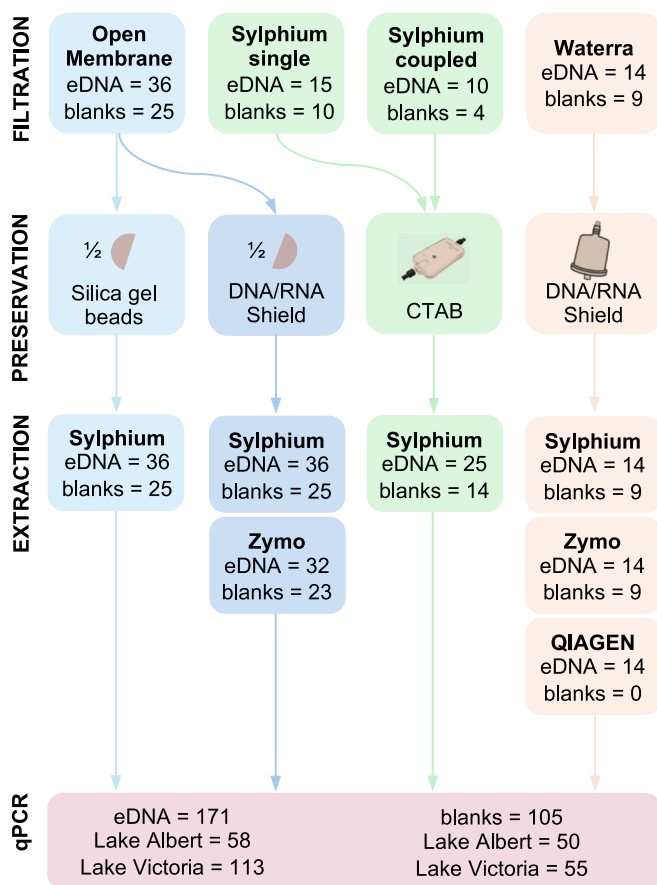 FILTRATION
Open
Membrane
eDNA = 36
blanks = 25
Sylphium
single
eDNA = 15
blanks = 10
Sylphium
coupled
eDNA = 10
blanks = 4
Waterra
eDNA = 14
blanks = 9
PRESERVATION
½
Silica gel
beads
½
DNA/RNA
Shield
CTAB
DNA/RNA
Shield
EXTRACTION
Sylphium
eDNA = 36
blanks = 25
Sylphium
eDNA = 36
blanks = 25
Zymo
eDNA = 32
blanks = 23
Sylphium
eDNA = 25
blanks = 14
Sylphium
eDNA = 14
blanks = 9
Zymo
eDNA = 14
blanks = 9
QIAGEN
eDNA = 14
blanks = 0
qPCR
eDNA = 171
Lake Albert = 58
Lake Victoria = 113
blanks = 105
Lake Albert = 50
Lake Victoria = 55